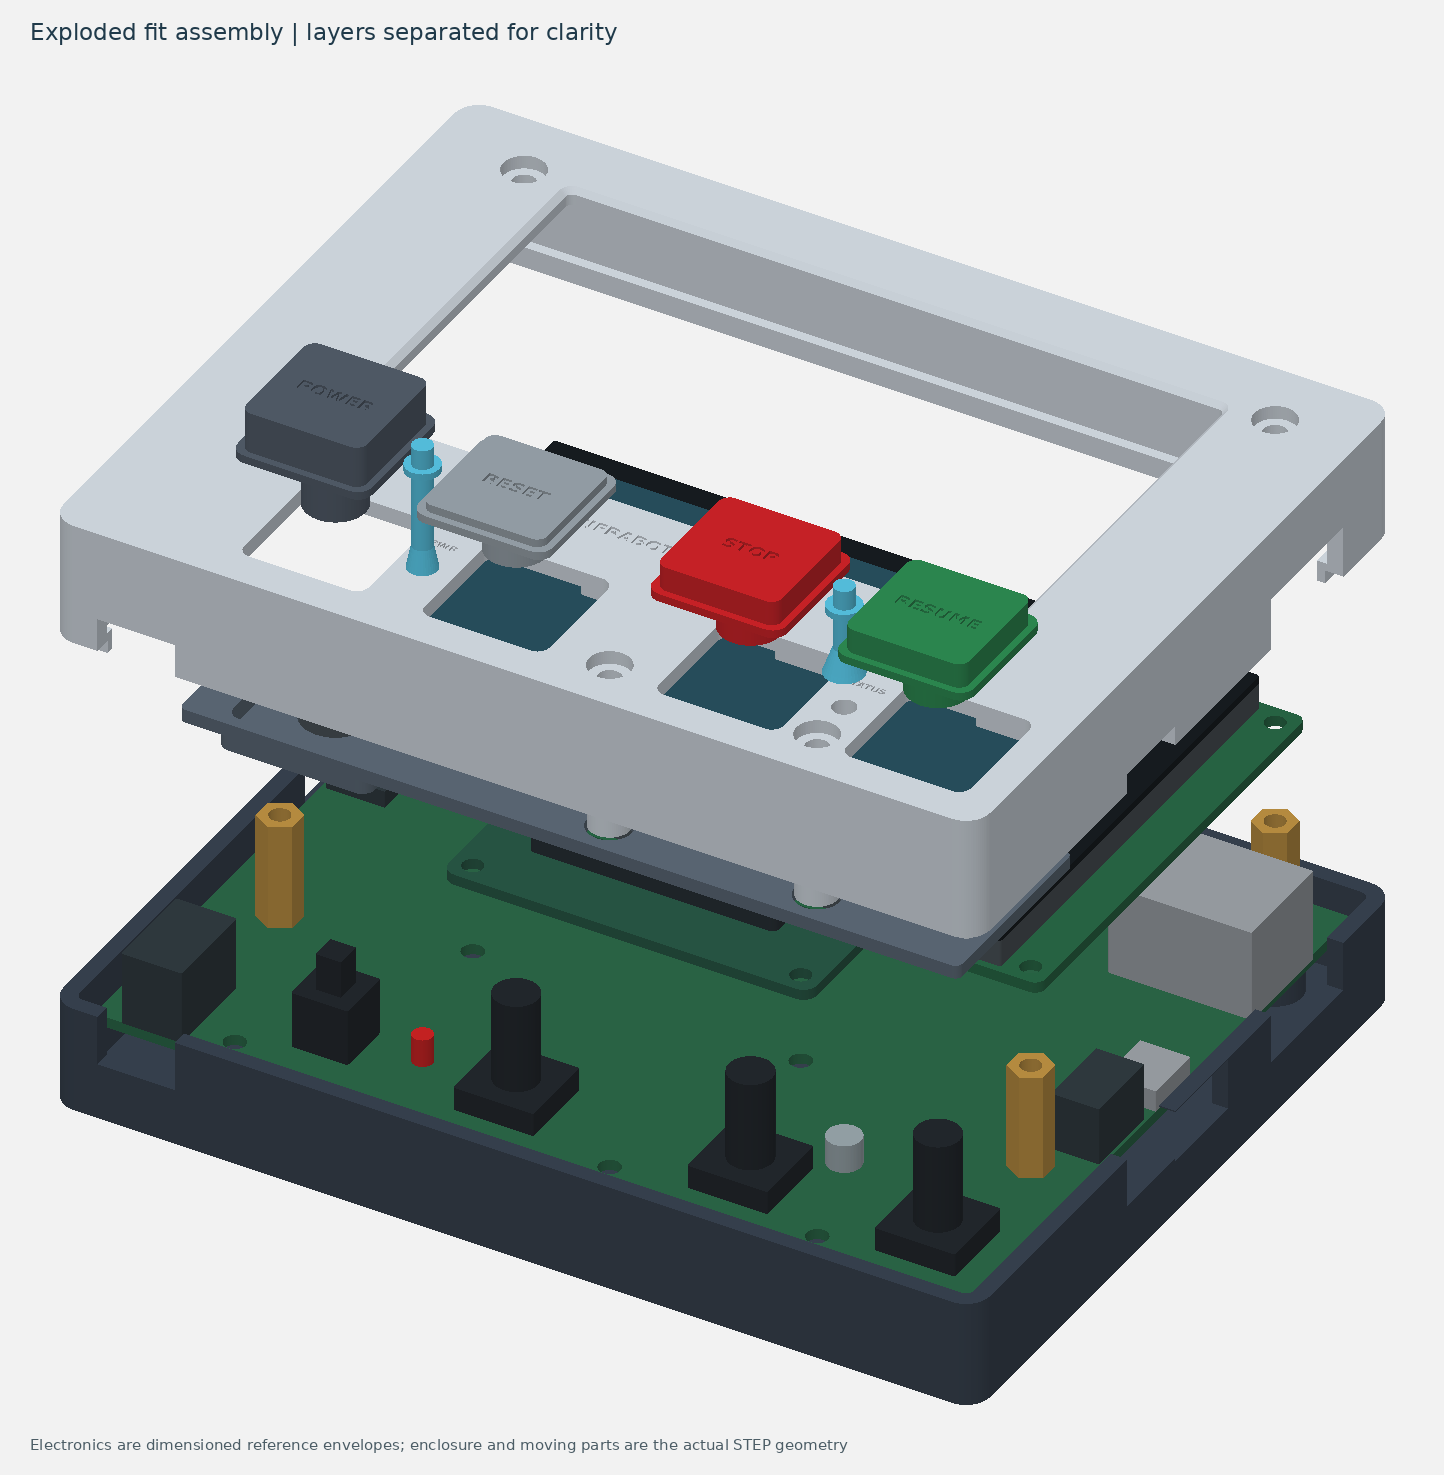 Exploded fit assembly | layers separated for clarity
POWER
RESET
STOP
RESUME
Electronics are dimensioned reference envelopes; enclosure and moving parts are the actual STEP geometry